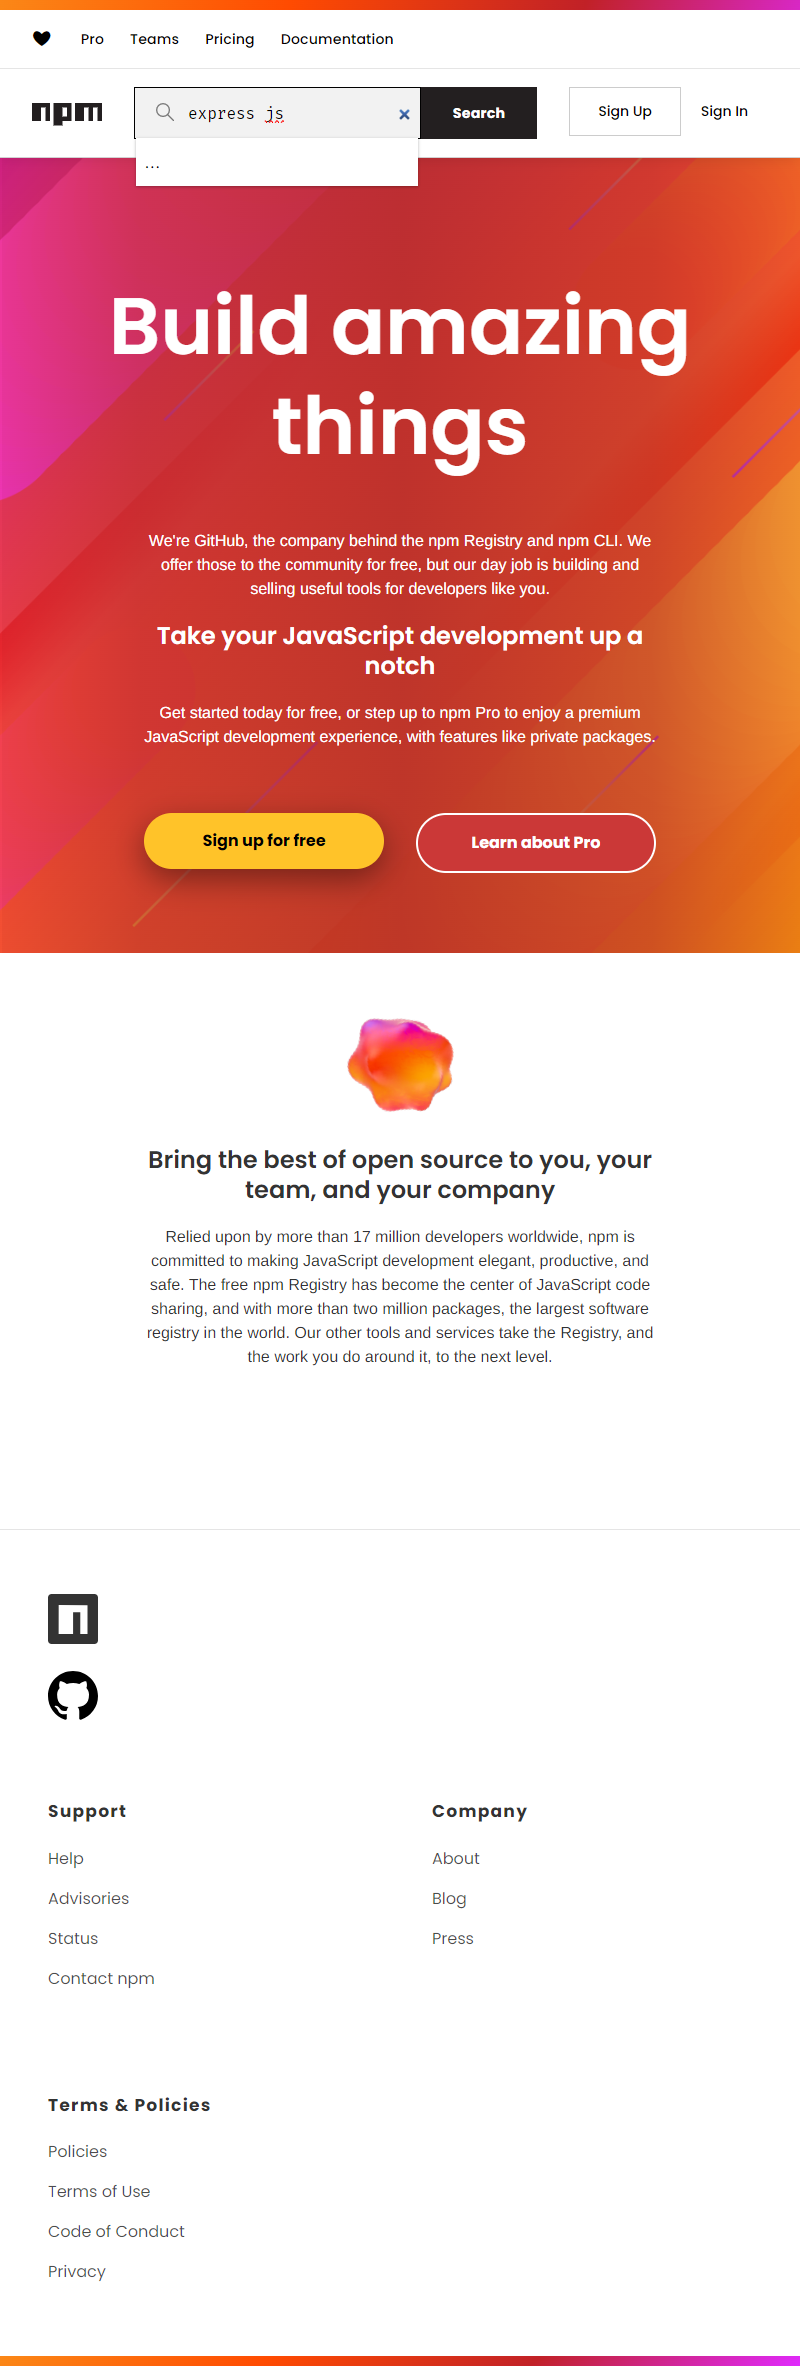 Pro Teams Pricing Documentation
npm
express js × Search Sign Up Sign In
...
Build amazing
things
We're GitHub, the company behind the npm Registry and npm CLI. We
offer those to the community for free, but our day job is building and
selling useful tools for developers like you.
Take your JavaScript development up a
notch
Get started today for free, or step up to npm Pro to enjoy a premium
JavaScript development experience, with features like private packages.
Sign up for free Learn about Pro
Bring the best of open source to you, your
team, and your company
Relied upon by more than 17 million developers worldwide, npm is
committed to making JavaScript development elegant, productive, and
safe. The free npm Registry has become the center of JavaScript code
sharing, and with more than two million packages, the largest software
registry in the world. Our other tools and services take the Registry, and
the work you do around it, to the next level.
Support
Help
Advisories
Status
Contact npm
Company
About
Blog
Press
Terms & Policies
Policies
Terms of Use
Code of Conduct
Privacy